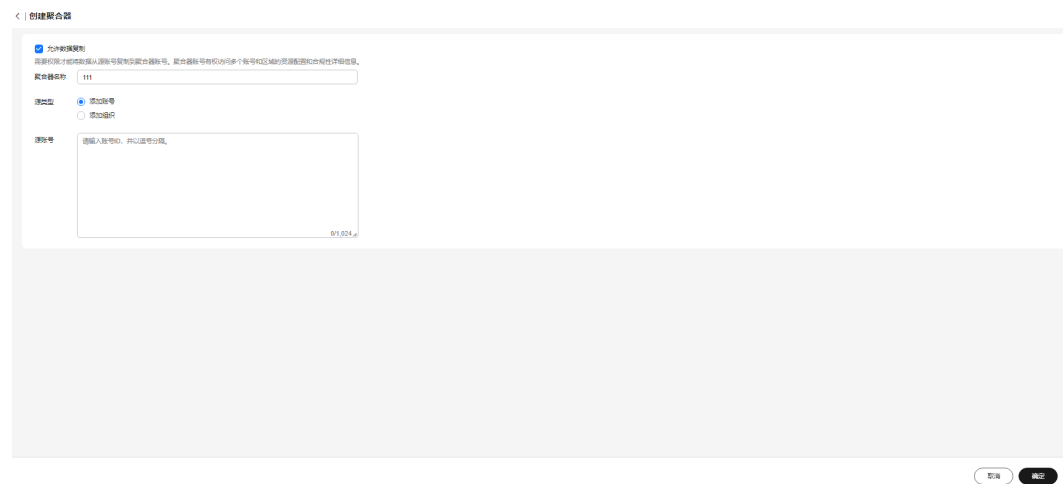 < | 创建聚合器
允许数据复制
需要权限才能将数据从源账号复制到聚合器账号。聚合器账号有权访问多个账号和区域的资源配置和合规性详细信息。
聚合器名称 111
源类型 添加账号
添加组织
源账号 请输入账号ID，并以逗号分隔。
0/1,024
取消 确定